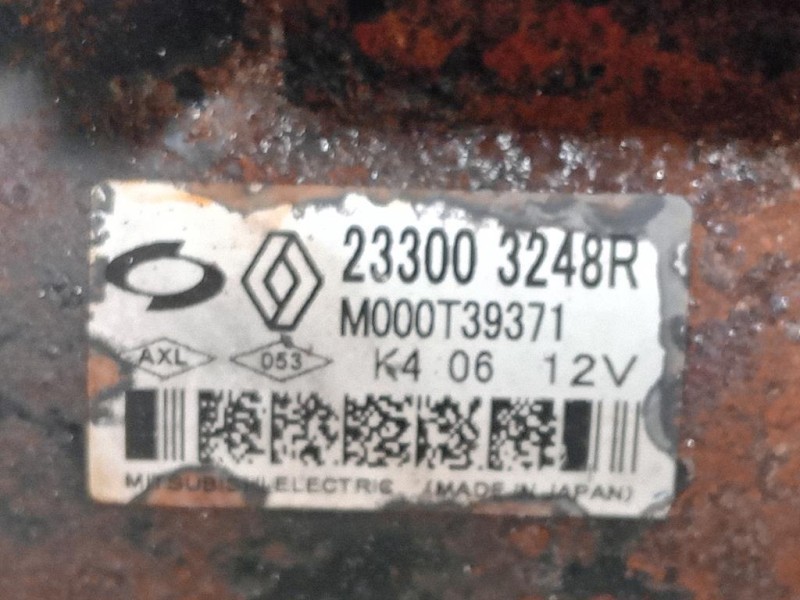 23300 3248R
M000T39371
AXL 053 K4 06 12V
MITSUBISHI ELECTRIC (MADE IN JAPAN)